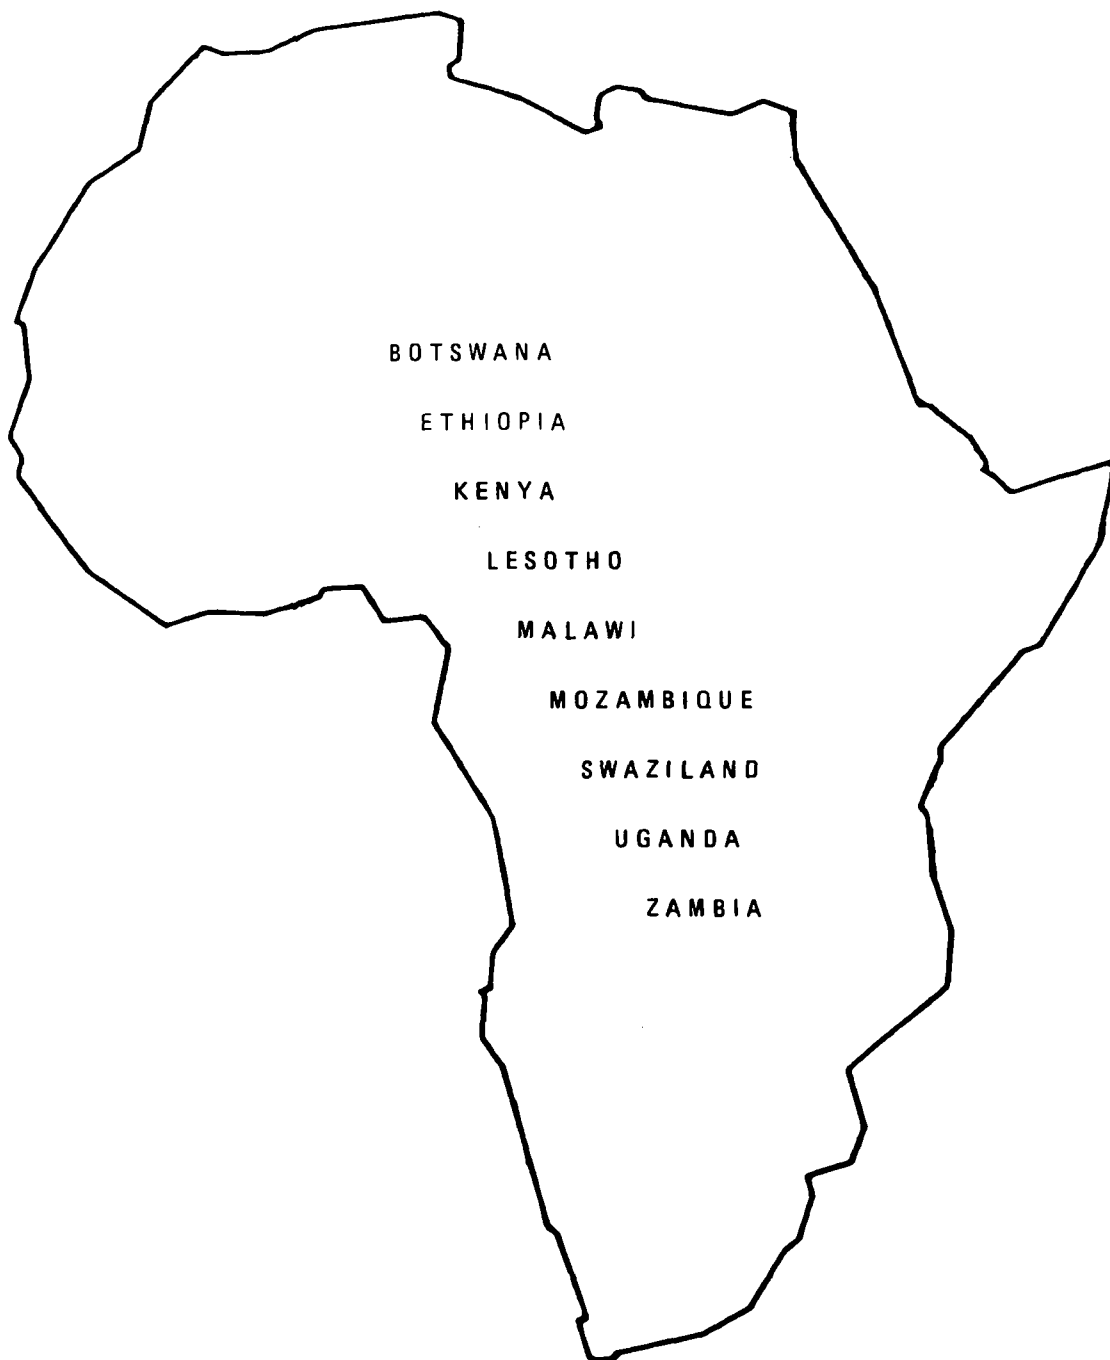 BOTSWANA
ETHIOPIA
KENYA
LESOTHO
MALAWI
MOZAMBIQUE
SWAZILAND
UGANDA
ZAMBIA